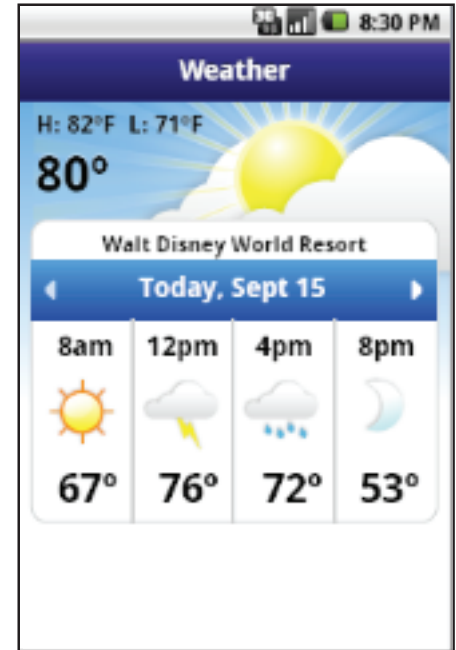 8:30 PM
Weather
H: 82°F L: 71°F
80°
Walt Disney World Resort
Today, Sept 15
8am 12pm 4pm 8pm
67° 76° 72° 53°